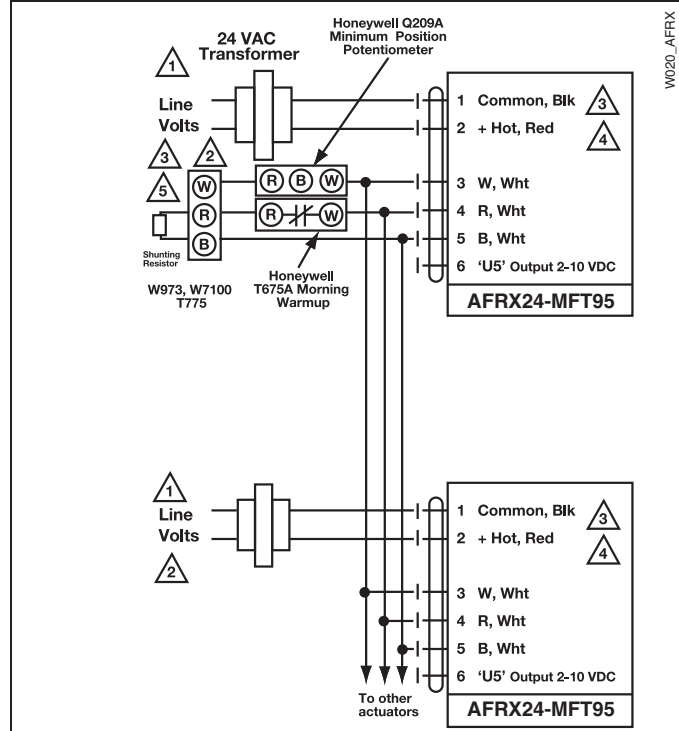 W020_AFRX
Honeywell Q209A
Minimum Position
Potentiometer
24 VAC
Transformer
1
Line
Volts
1 Common, Blk
3
2 + Hot, Red
4
3
2
5
W
R
B
R B W
R W
3 W, Wht
4 R, Wht
5 B, Wht
6 'U5' Output 2-10 VDC
AFRX24-MFT95
Shunting
Resistor
W973, W7100
T775
Honeywell
T675A Morning
Warmup
1
Line
Volts
2
1 Common, Blk
3
2 + Hot, Red
4
3 W, Wht
4 R, Wht
5 B, Wht
6 'U5' Output 2-10 VDC
AFRX24-MFT95
To other
actuators